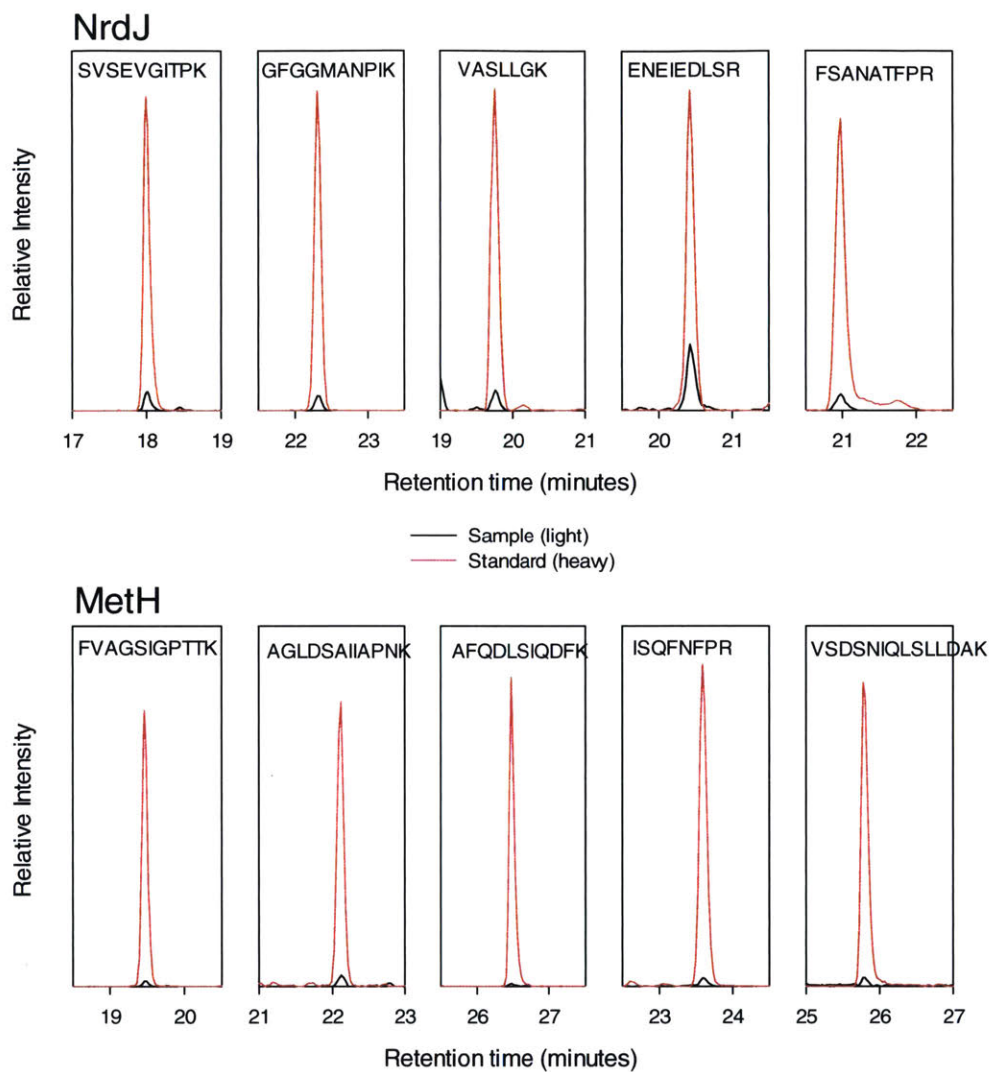 NrdJ
SVSEVGITPK
GFGGMANPIK
VASLLGK
ENEIEDLSR
FSANATFPR
Relative Intensity
17 18 19
22 23
19 20 21
20 21
21 22
Retention time (minutes)
Sample (light)
Standard (heavy)
MetH
FVAGSIGPTTK
AGLDSAIIAPNK
AFQDLSIQDFK
ISQFNFPR
VSDSNIQLSLLDAK
Relative Intensity
19 20
21 22 23
26 27
23 24
25 26 27
Retention time (minutes)